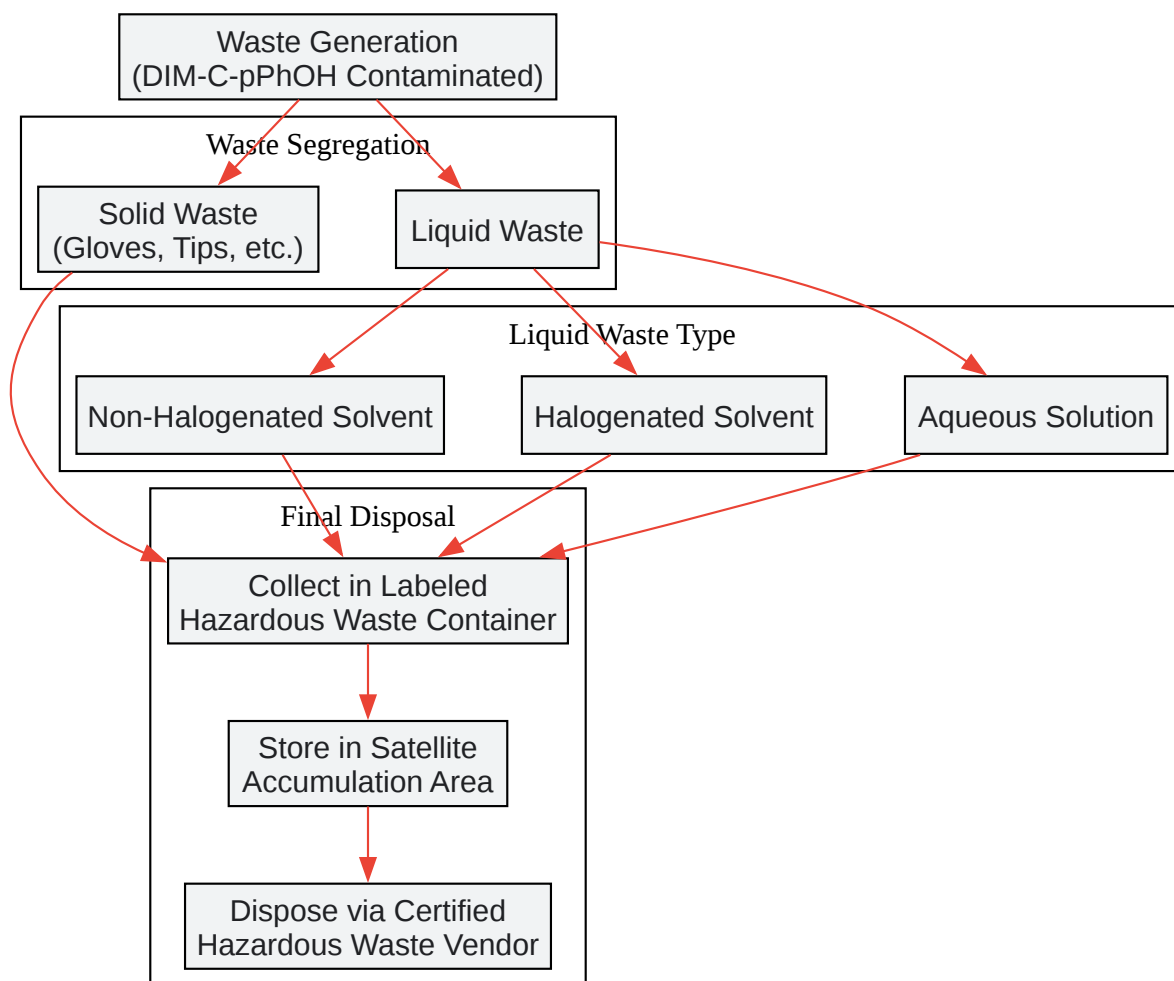 Waste Generation
(DIM-C-pPhOH Contaminated)
Waste Segregation
Solid Waste
(Gloves, Tips, etc.)
Liquid Waste
Liquid Waste Type
Non-Halogenated Solvent
Halogenated Solvent
Aqueous Solution
Final Disposal
Collect in Labeled
Hazardous Waste Container
Store in Satellite
Accumulation Area
Dispose via Certified
Hazardous Waste Vendor